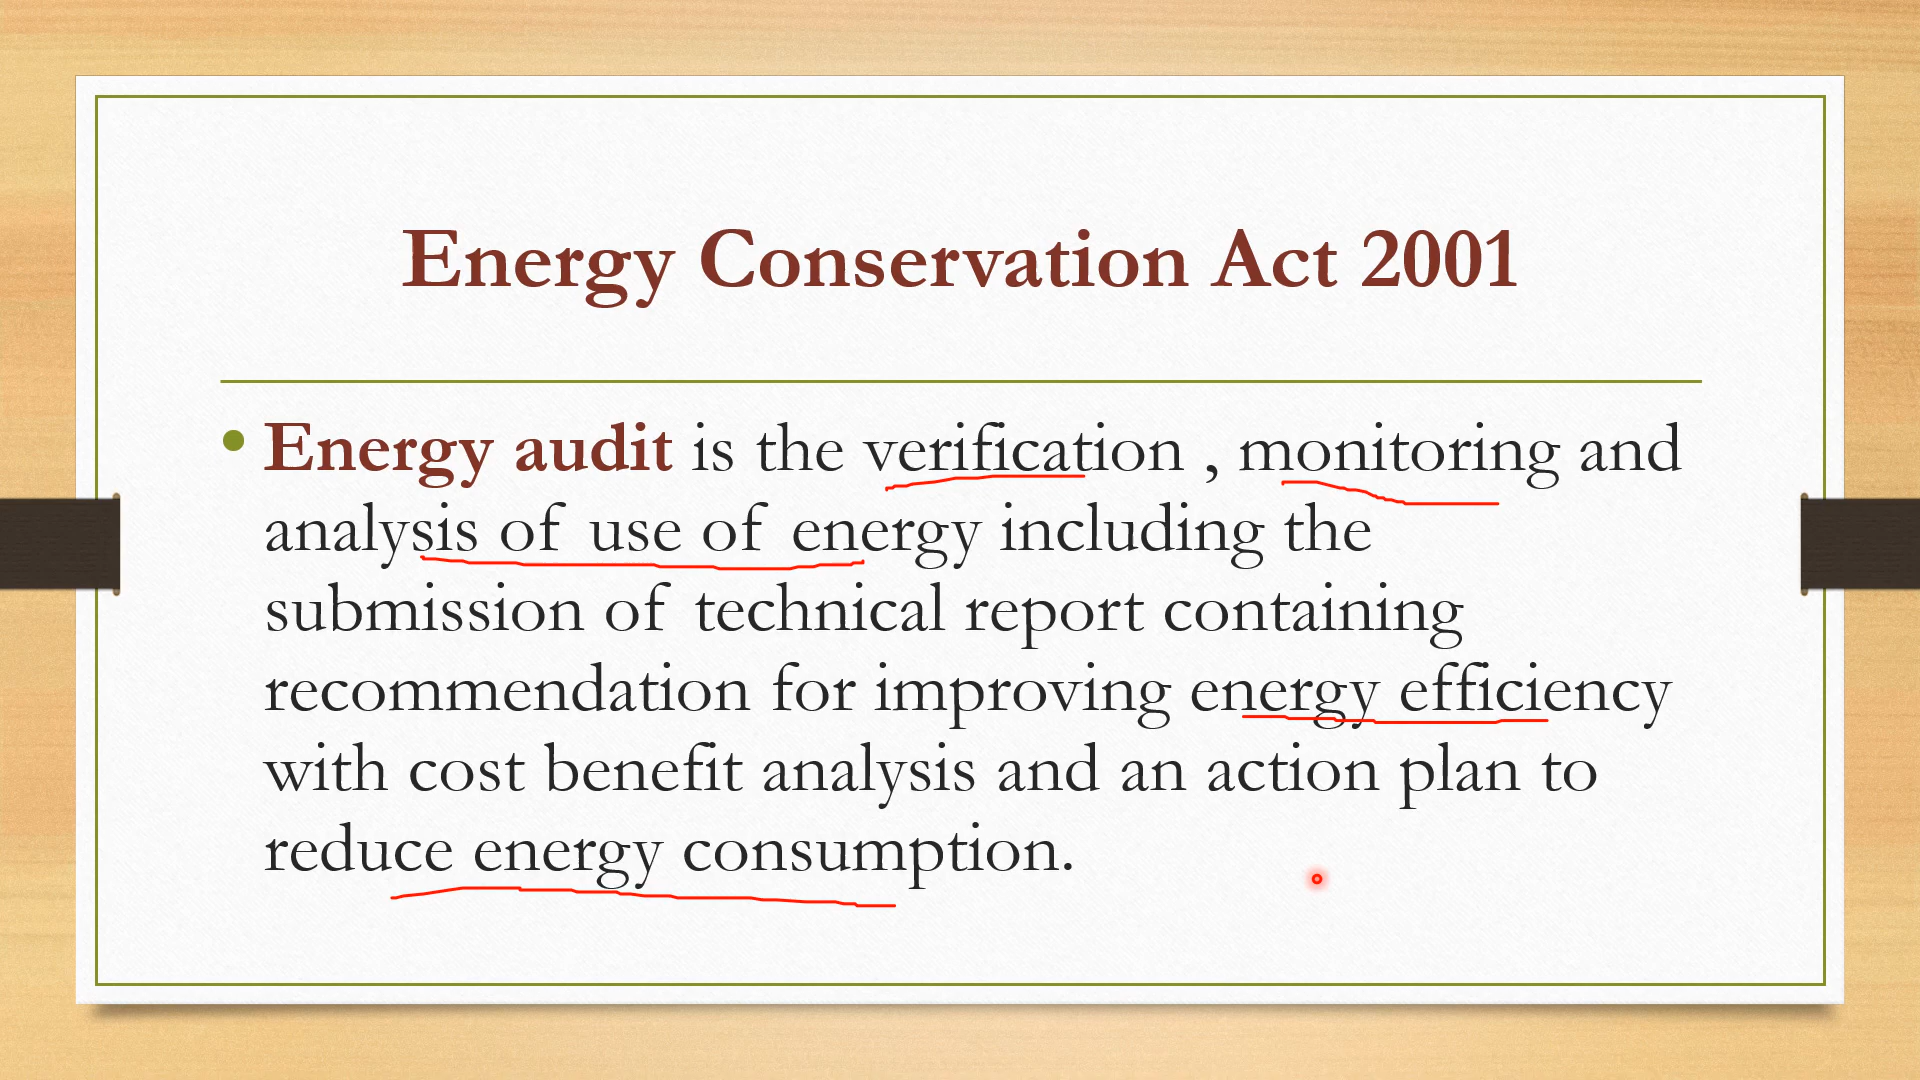 Energy Conservation Act 2001
• Energy audit is the verification , monitoring and
analysis of use of energy including the
submission of technical report containing
recommendation for improving energy efficiency
with cost benefit analysis and an action plan to
reduce energy consumption.